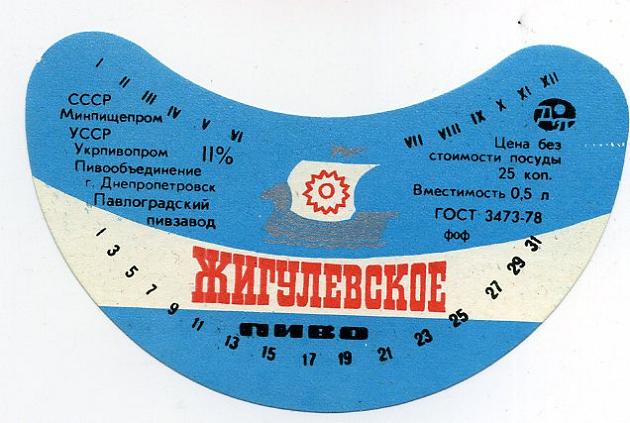 I II III IV V VI VII VIII IX X XI XII
СССР
Минпищепром
УССР
Укрпивопром 11%
Пивообъединение
г. Днепропетровск
Павлоградский
пивзавод
Цена без
стоимости посуды
25 коп.
Вместимость 0,5 л
ГОСТ 3473-78
фоф
ЖИГУЛЕВСКОЕ
ПИВО
1 3 5 7 9 11 13 15 17 19 21 23 25 27 29 31